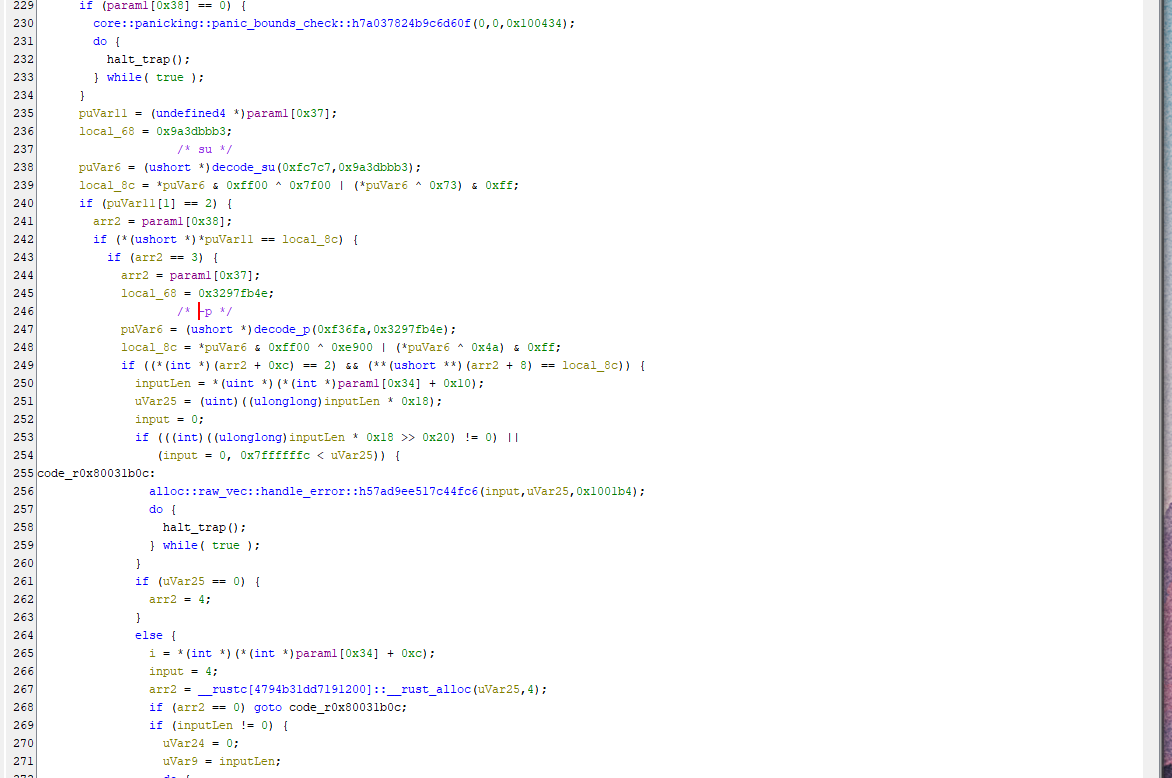 229 if (param1[0x38] == 0) {
230 core::panicking::panic_bounds_check::h7a037824b9c6d60f(0,0,0x100434);
231 do {
232 halt_trap();
233 } while( true );
234 }
235 puVar11 = (undefined4 *)param1[0x37];
236 local_68 = 0x9a3dbbb3;
237 /* su */
238 puVar6 = (ushort *)decode_su(0xfc7c7,0x9a3dbbb3);
239 local_8c = *puVar6 & 0xff00 ^ 0x7f00 | (*puVar6 ^ 0x73) & 0xff;
240 if (puVar11[1] == 2) {
241 arr2 = param1[0x38];
242 if (*(ushort *)*puVar11 == local_8c) {
243 if (arr2 == 3) {
244 arr2 = param1[0x37];
245 local_68 = 0x3297fb4e;
246 /* -p */
247 puVar6 = (ushort *)decode_p(0xf36fa,0x3297fb4e);
248 local_8c = *puVar6 & 0xff00 ^ 0xe900 | (*puVar6 ^ 0x4a) & 0xff;
249 if ((*(int *)(arr2 + 0xc) == 2) && (**(ushort **)(arr2 + 8) == local_8c)) {
250 inputLen = *(uint *)(*(int *)param1[0x34] + 0x10);
251 uVar25 = (uint)((ulonglong)inputLen * 0x18);
252 input = 0;
253 if (((int)((ulonglong)inputLen * 0x18 >> 0x20) != 0) ||
254 (input = 0, 0x7ffffffc < uVar25)) {
255 code_r0x80031b0c:
256 alloc::raw_vec::handle_error::h57ad9ee517c44fc6(input,uVar25,0x1001b4);
257 do {
258 halt_trap();
259 } while( true );
260 }
261 if (uVar25 == 0) {
262 arr2 = 4;
263 }
264 else {
265 i = *(int *)(*(int *)param1[0x34] + 0xc);
266 input = 4;
267 arr2 = __rustc[4794b31dd7191200]::__rust_alloc(uVar25,4);
268 if (arr2 == 0) goto code_r0x80031b0c;
269 if (inputLen != 0) {
270 uVar24 = 0;
271 uVar9 = inputLen;
272 do {